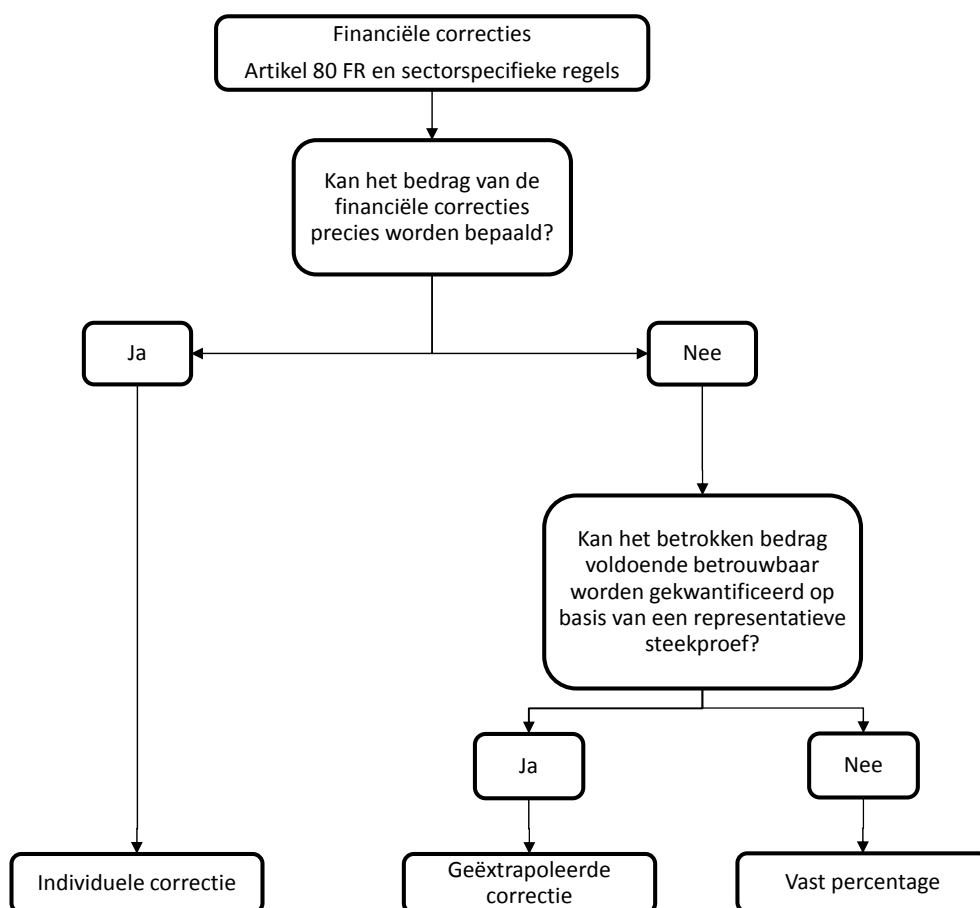 Financiële correcties
Artikel 80 FR en sectorspecifieke regels
Kan het bedrag van de
financiële correcties
precies worden bepaald?
Ja
Nee
Kan het betrokken bedrag
voldoende betrouwbaar
worden gekwantificeerd op
basis van een representatieve
steekproef?
Ja
Nee
Individuele correctie
Geëxtrapoleerde
correctie
Vast percentage